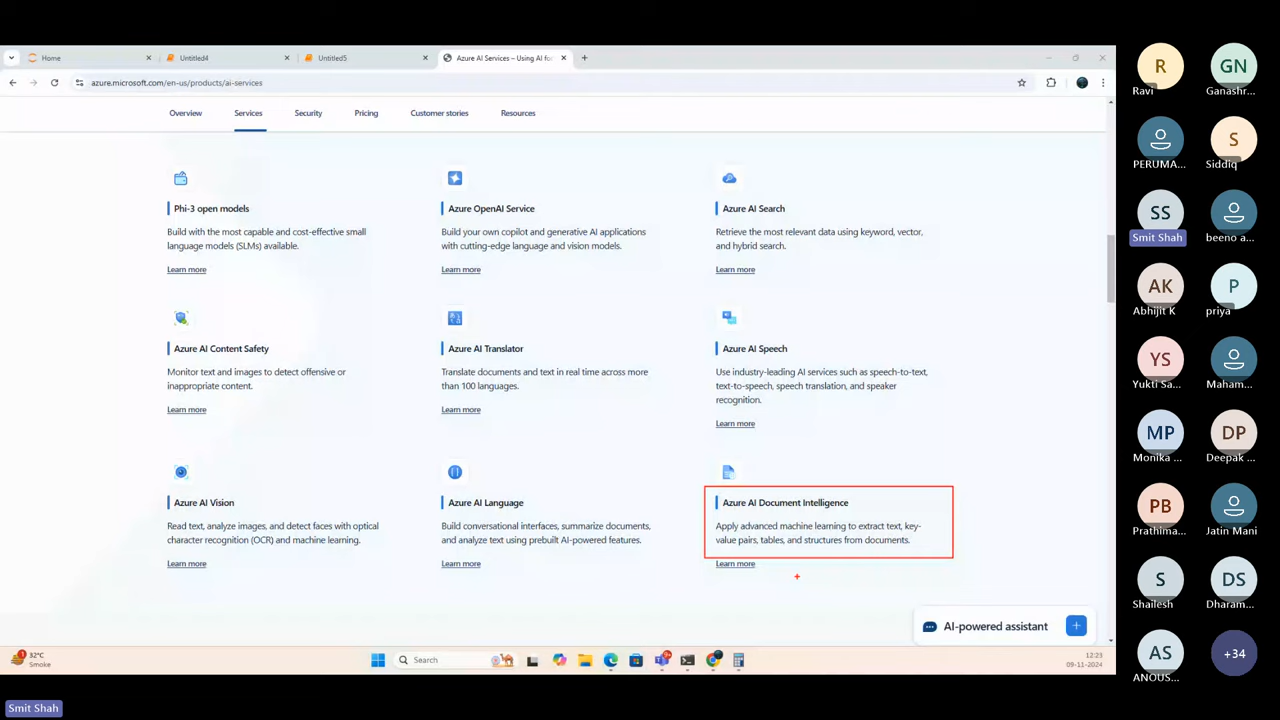 Home
Untitled4
Untitled5
Azure AI Services – Using AI for
azure.microsoft.com/en-us/products/ai-services
Overview
Services
Security
Pricing
Customer stories
Resources
Phi-3 open models
Build with the most capable and cost-effective small
language models (SLMs) available.
Learn more
Azure OpenAI Service
Build your own copilot and generative AI applications
with cutting-edge language and vision models.
Learn more
Azure AI Search
Retrieve the most relevant data using keyword, vector,
and hybrid search.
Learn more
Azure AI Content Safety
Monitor text and images to detect offensive or
inappropriate content.
Learn more
Azure AI Translator
Translate documents and text in real time across more
than 100 languages.
Learn more
Azure AI Speech
Use industry-leading AI services such as speech-to-text,
text-to-speech, speech translation, and speaker
recognition.
Learn more
Azure AI Vision
Read text, analyze images, and detect faces with optical
character recognition (OCR) and machine learning.
Learn more
Azure AI Language
Build conversational interfaces, summarize documents,
and analyze text using prebuilt AI-powered features.
Learn more
Azure AI Document Intelligence
Apply advanced machine learning to extract text, key-
value pairs, tables, and structures from documents.
Learn more
AI-powered assistant
32°C
Smoke
Search
12:23
09-11-2024
R
Ravi
GN
Ganashr...
PERUMA...
S
Siddiq
SS
Smit Shah
beeno a...
AK
Abhijit K
P
priya
YS
Yukti Sa...
Maham...
MP
Monika ...
DP
Deepak ...
PB
Prathima...
Jatin Mani
S
Shailesh
DS
Dharam...
AS
ANOUS...
+34
Smit Shah